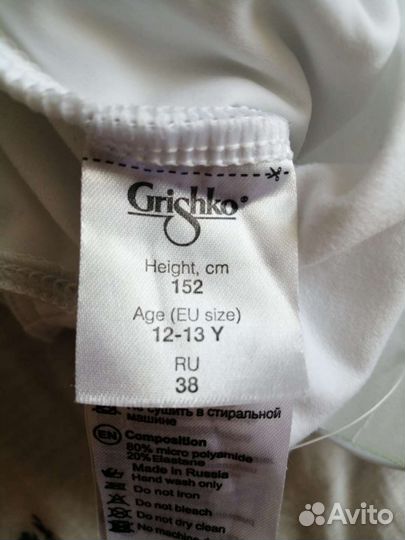 Grishko®
Height, cm
152
Age (EU size)
12-13 Y
RU
38
Не сушить в стиральной
машине
EN Composition
80% micro polyamide
20% Elastane
Made in Russia
Hand wash only
Do not iron
Do not bleach
Do not dry clean
No machine
Avito